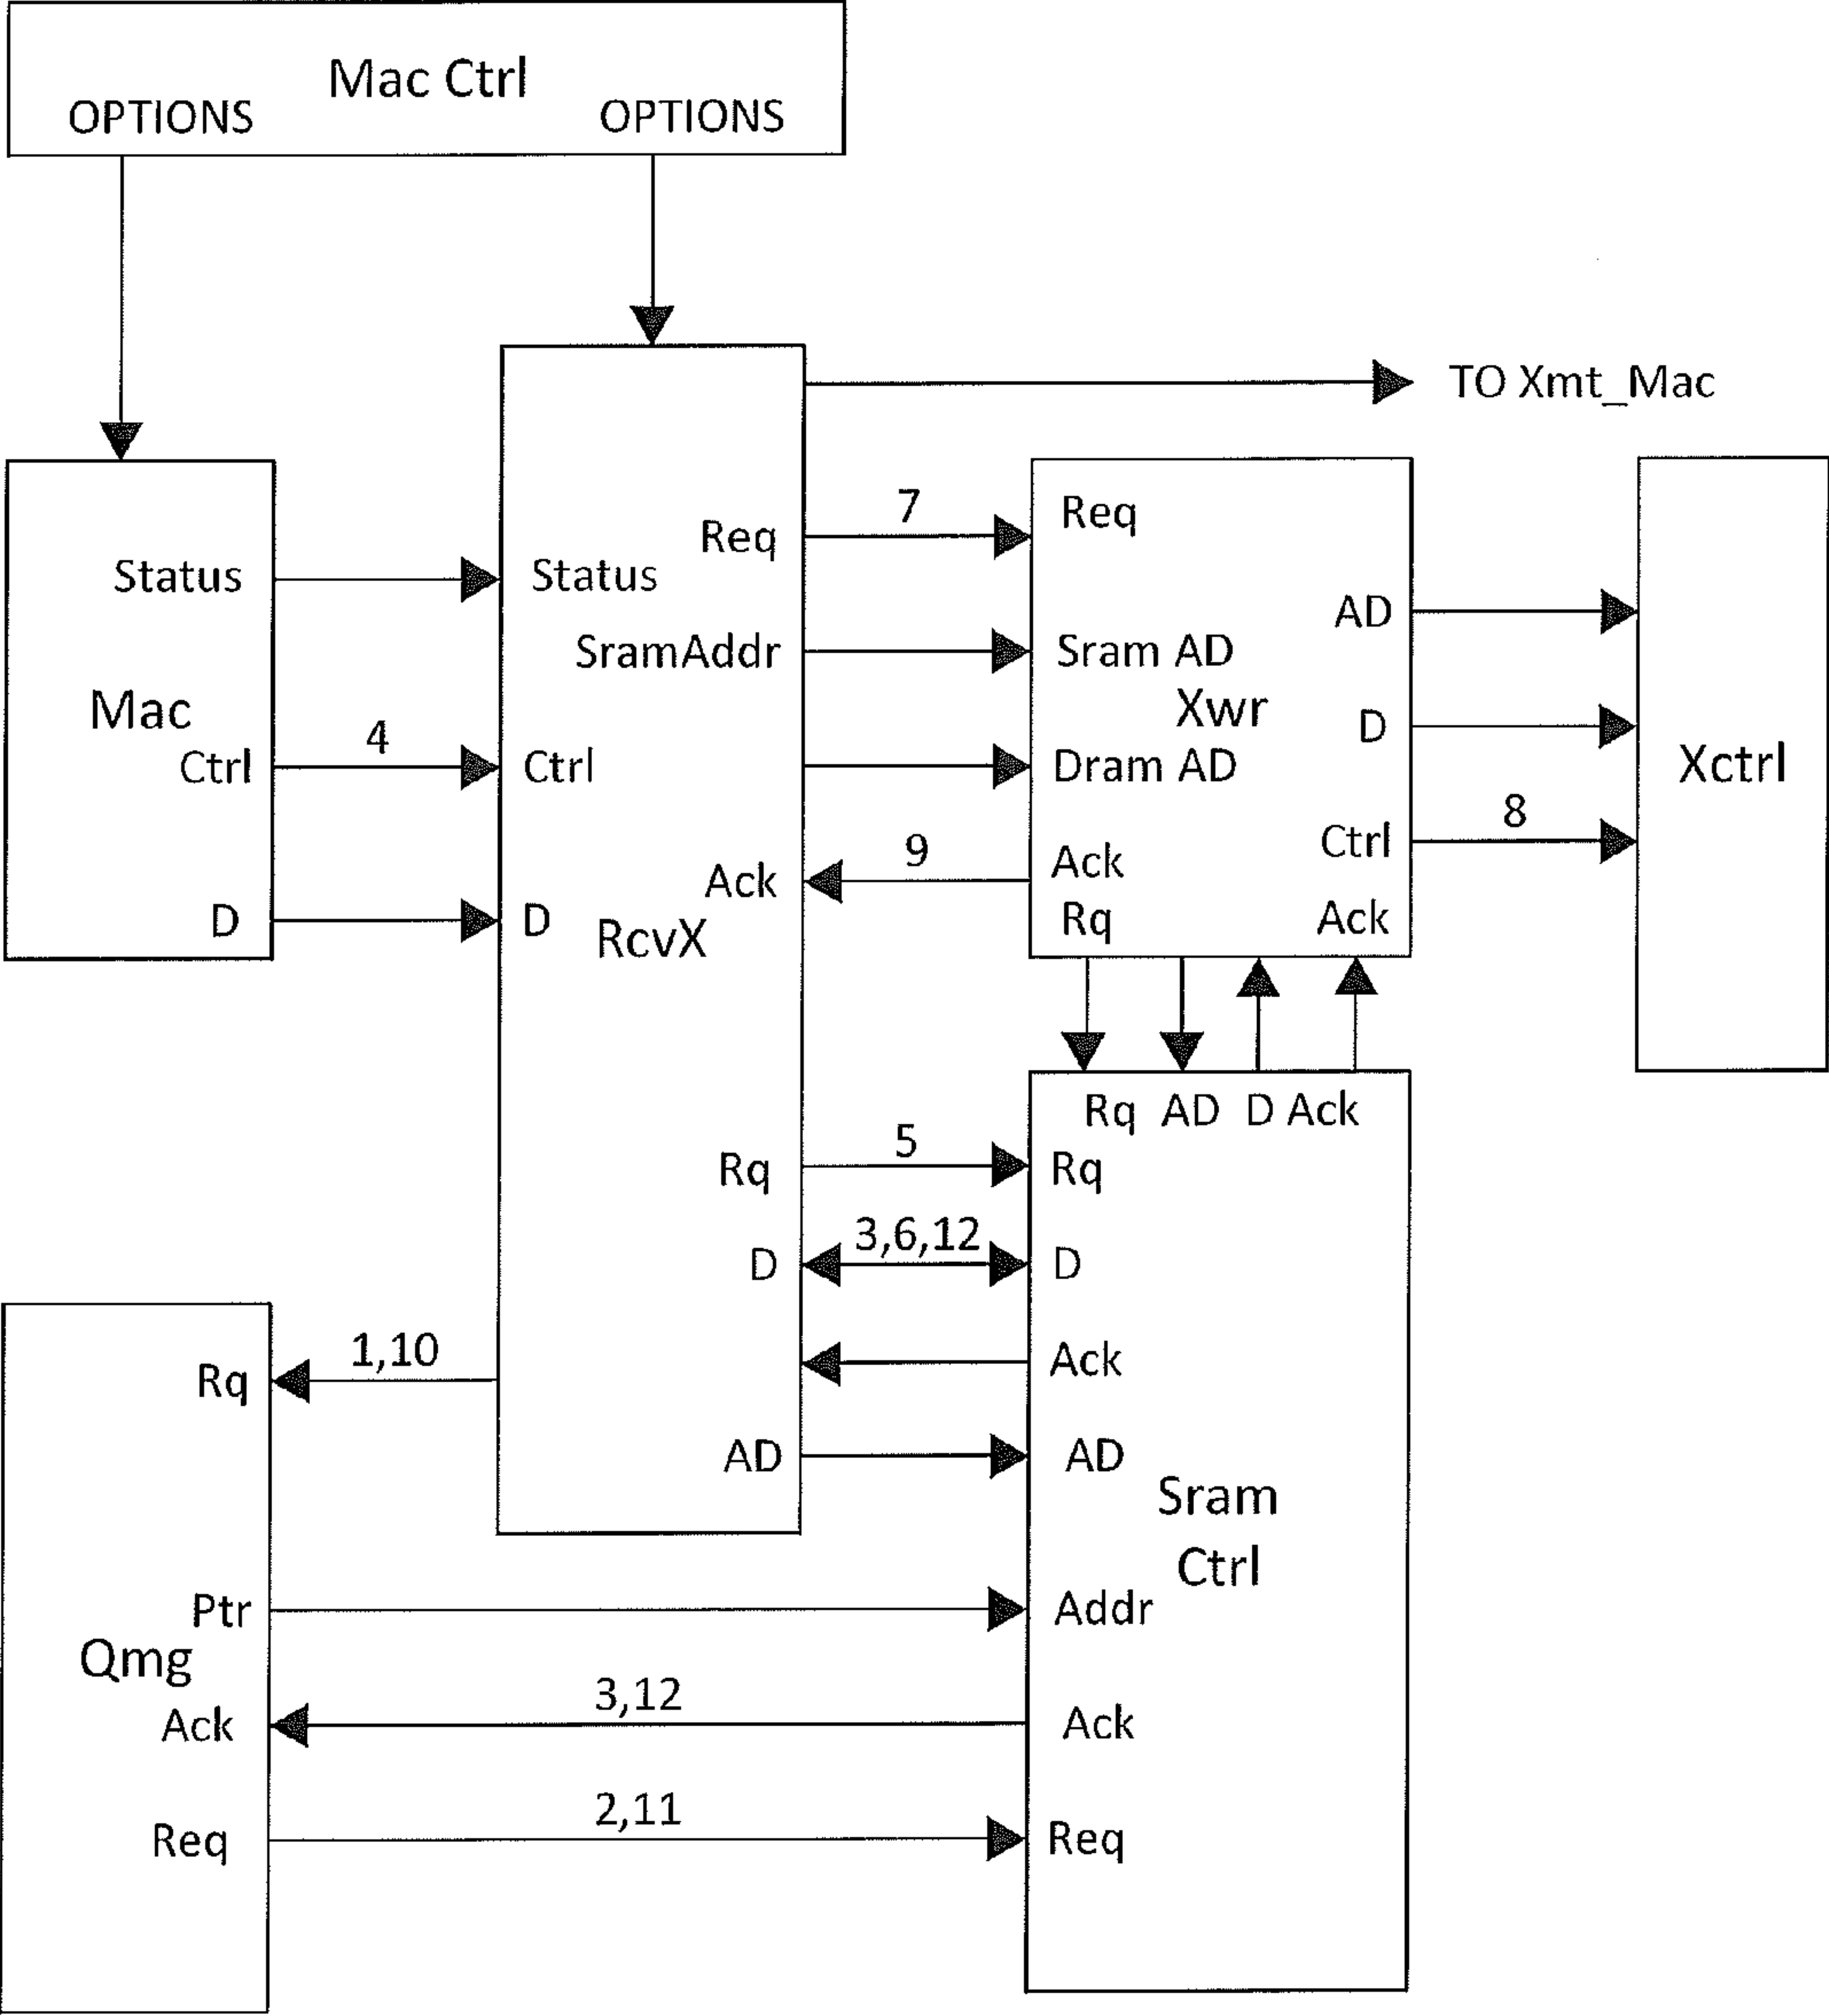 Mac Ctrl
OPTIONS OPTIONS
TO Xmt_Mac
Req 7 Req
Status Status
AD
SramAddr Sram AD
Mac Xwr D
4
Ctrl Ctrl Dram AD Xctrl
8
9 Ctrl
Ack Ack
D D RcvX Rq Ack
Rq AD D Ack
5
Rq Rq
3,6,12
D D
1,10
Rq Ack
AD AD
Sram
Ctrl
Ptr Addr
Qmg
3,12
Ack Ack
2,11
Req Req